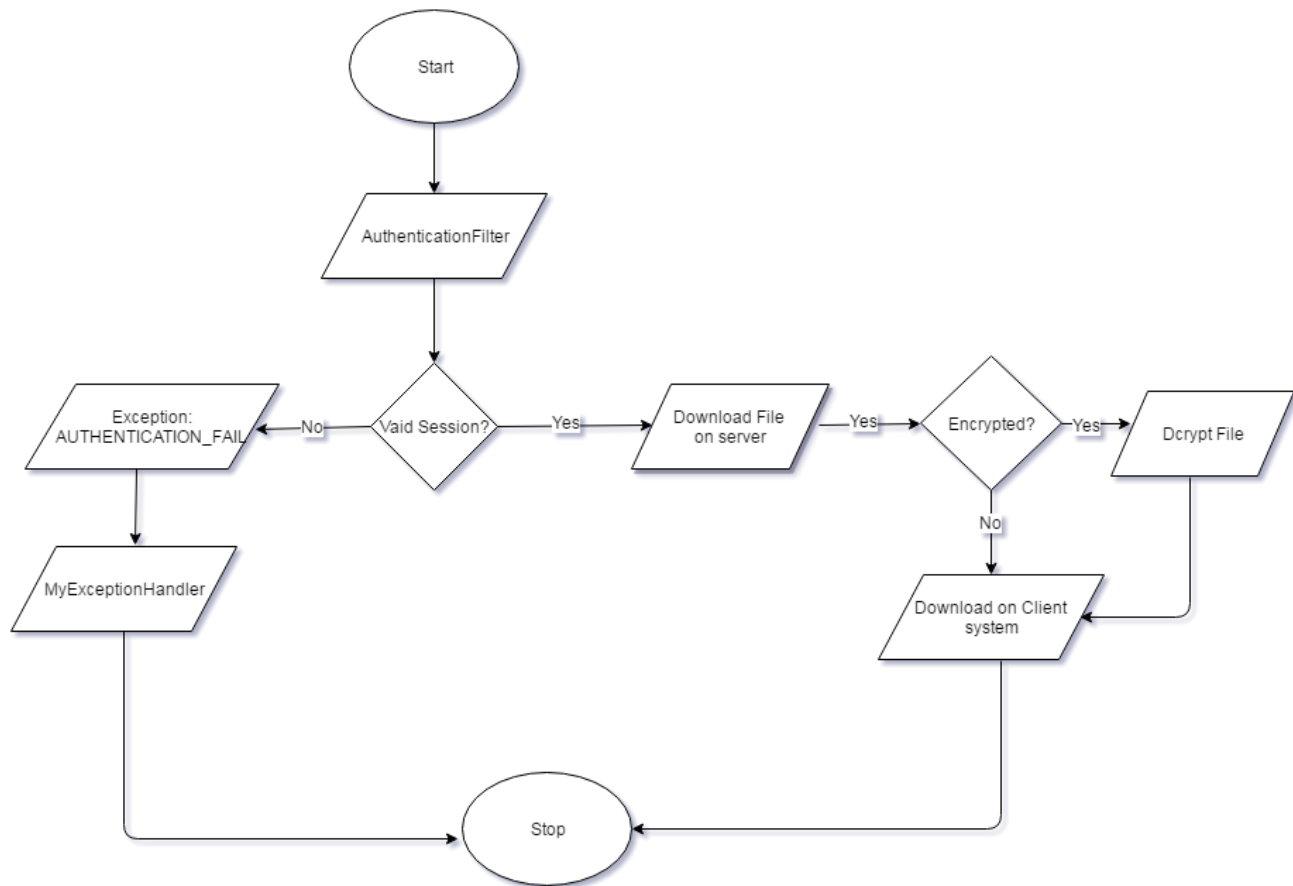 Start
AuthenticationFilter
Exception:
AUTHENTICATION_FAIL
No
Vaid Session?
Yes
Download File
on server
Yes
Encrypted?
Yes
Dcrypt File
No
MyExceptionHandler
Download on Client
system
Stop